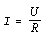 I = U/R